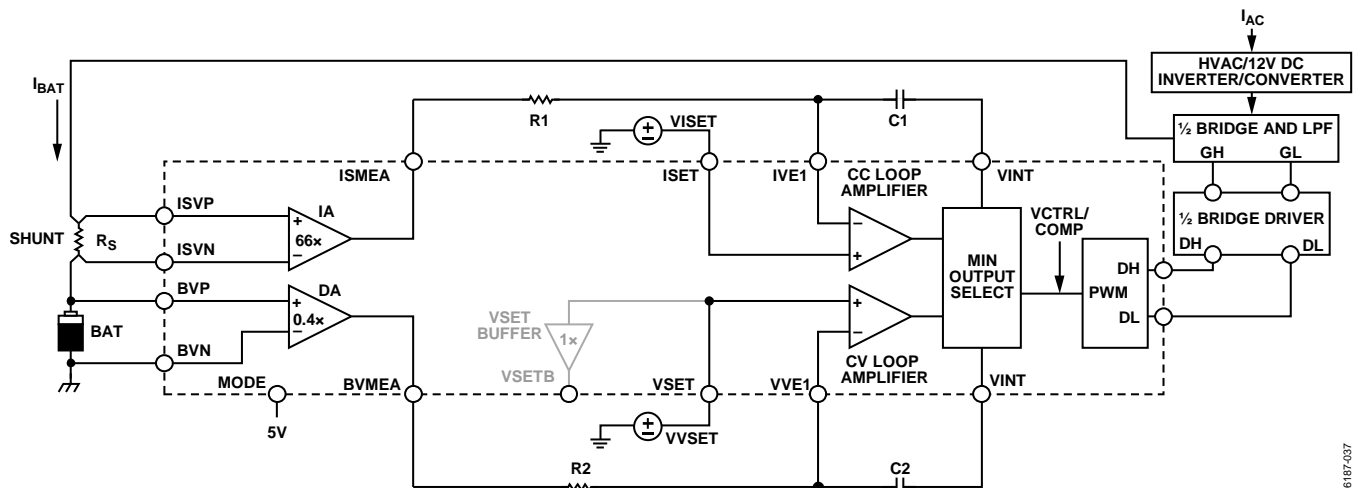 I_AC
HVAC/12V DC
INVERTER/CONVERTER
½ BRIDGE AND LPF
GH GL
½ BRIDGE DRIVER
DH DL
I_BAT
R1
C1
VISET
ISMEA
ISET
IVE1
VINT
CC LOOP
AMPLIFIER
ISVP
IA
+
66×
−
SHUNT
R_S
ISVN
−
+
MIN
OUTPUT
SELECT
VCTRL/
COMP
DH
PWM
DL
BVP
DA
+
0.4×
−
BAT
BVN
VSET
BUFFER
1×
VSETB
+
−
CV LOOP
AMPLIFIER
MODE
5V
BVMEA
VSET
VVE1
VINT
VVSET
R2
C2
6187-037